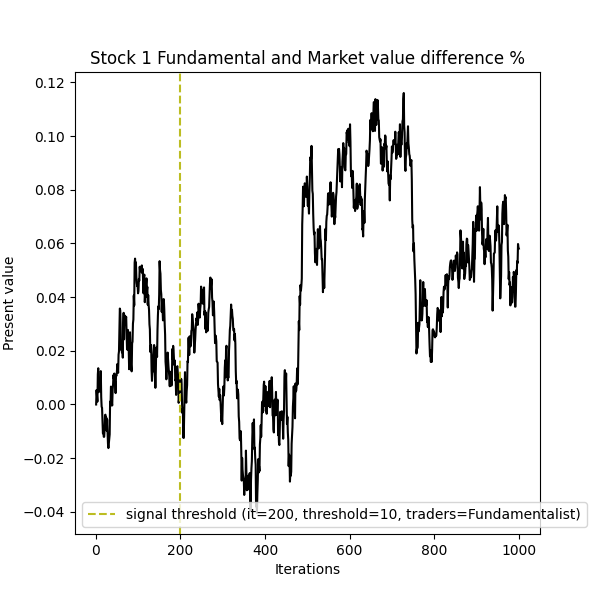 Stock 1 Fundamental and Market value difference %
0.12
0.10
0.08
0.06
0.04
0.02
0.00
−0.02
−0.04
Present value
signal threshold (it=200, threshold=10, traders=Fundamentalist)
0 200 400 600 800 1000
Iterations